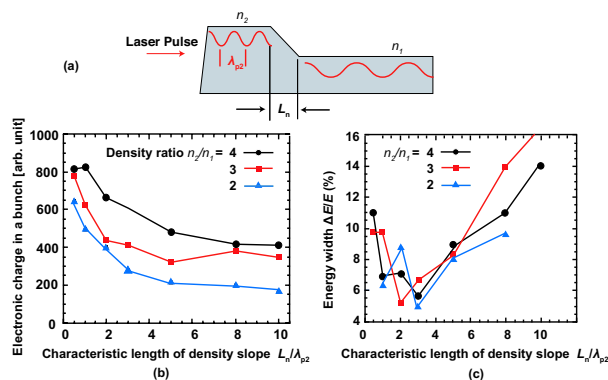 n2
n1
Laser Pulse
λp2
(a)
Ln
1000
800
600
400
200
0
0
2
4
6
8
10
Electronic charge in a bunch [arb. unit]
Density ratio n2/n1 = 4
3
2
Characteristic length of density slope Ln/λp2
(b)
16
14
12
10
8
6
4
0
2
4
6
8
10
Energy width ΔE/E (%)
n2/n1 = 4
3
2
Characteristic length of density slope Ln/λp2
(c)